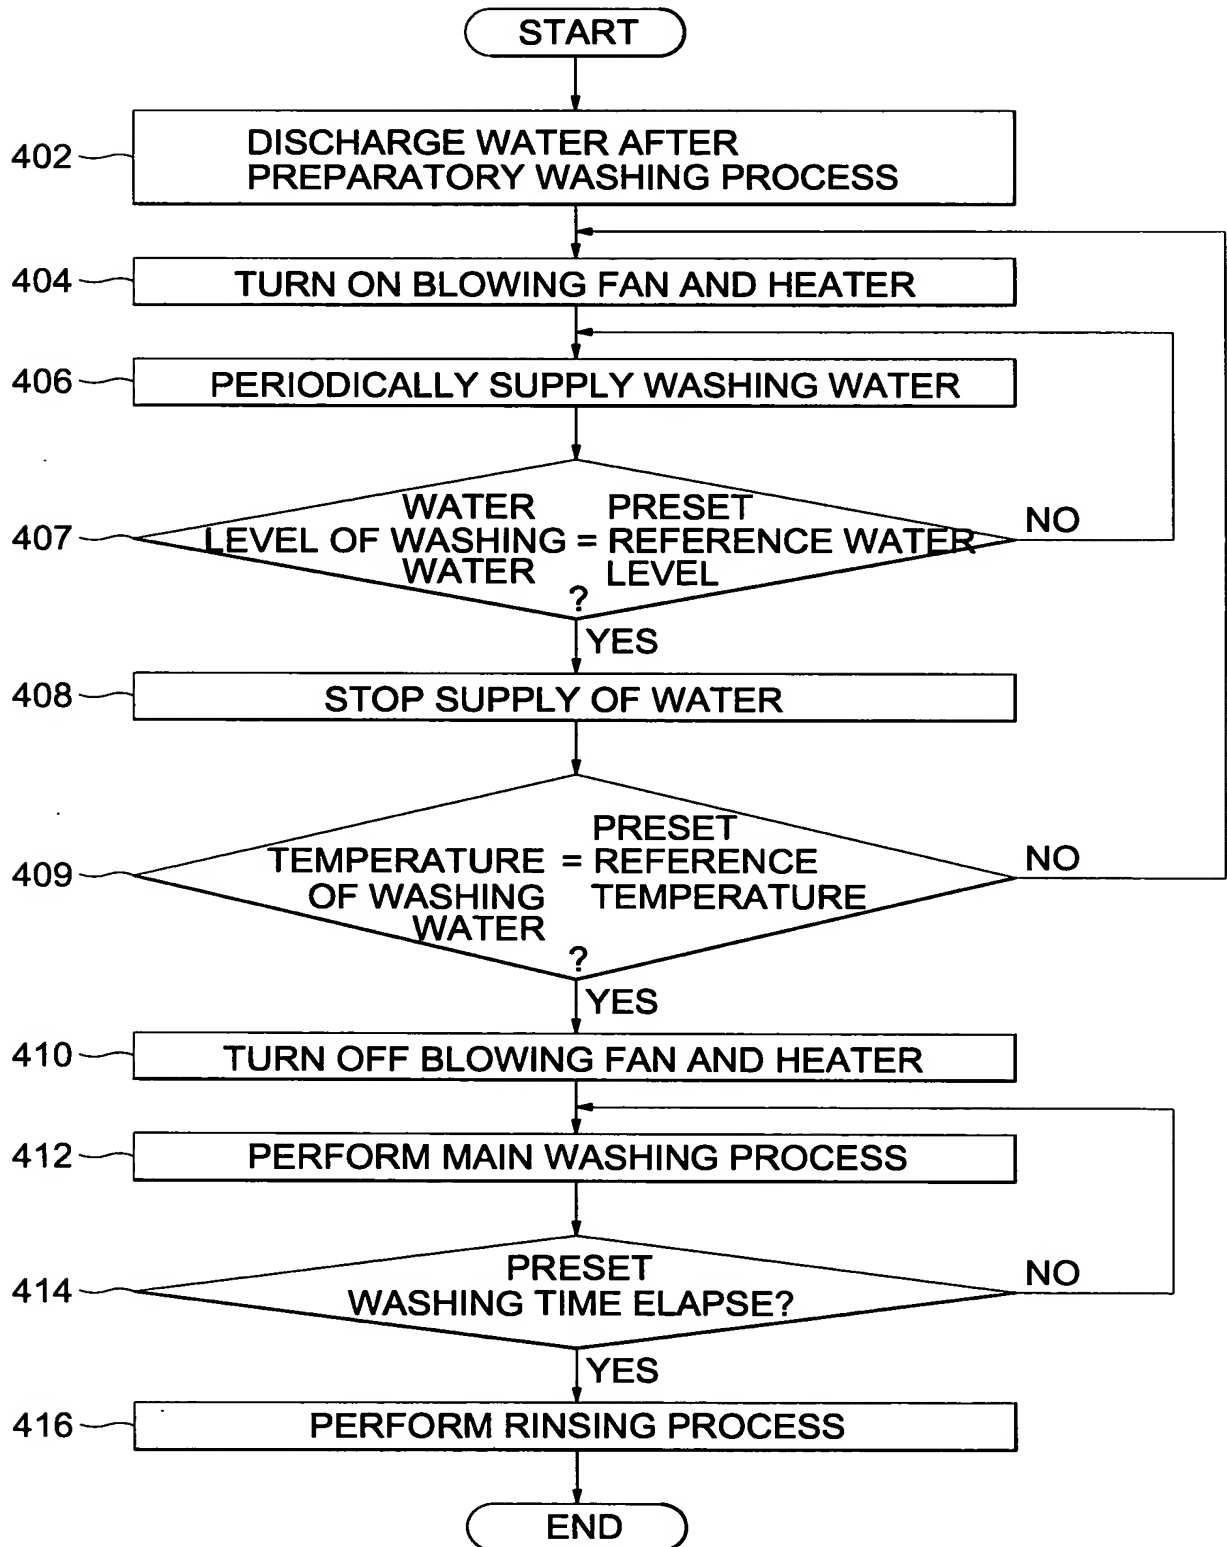 START
402
DISCHARGE WATER AFTER
PREPARATORY WASHING PROCESS
404
TURN ON BLOWING FAN AND HEATER
406
PERIODICALLY SUPPLY WASHING WATER
407
WATER PRESET
LEVEL OF WASHING = REFERENCE WATER
WATER LEVEL
?
NO
YES
408
STOP SUPPLY OF WATER
409
PRESET
TEMPERATURE = REFERENCE
OF WASHING TEMPERATURE
WATER
?
NO
YES
410
TURN OFF BLOWING FAN AND HEATER
412
PERFORM MAIN WASHING PROCESS
414
PRESET
WASHING TIME ELAPSE?
NO
YES
416
PERFORM RINSING PROCESS
END